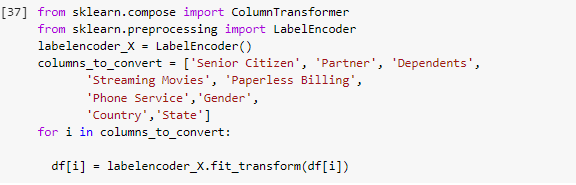 [37] from sklearn.compose import ColumnTransformer
from sklearn.preprocessing import LabelEncoder
labelencoder_X = LabelEncoder()
columns_to_convert = ['Senior Citizen', 'Partner', 'Dependents',
'Streaming Movies', 'Paperless Billing',
'Phone Service','Gender',
'Country','State']
for i in columns_to_convert:
df[i] = labelencoder_X.fit_transform(df[i])